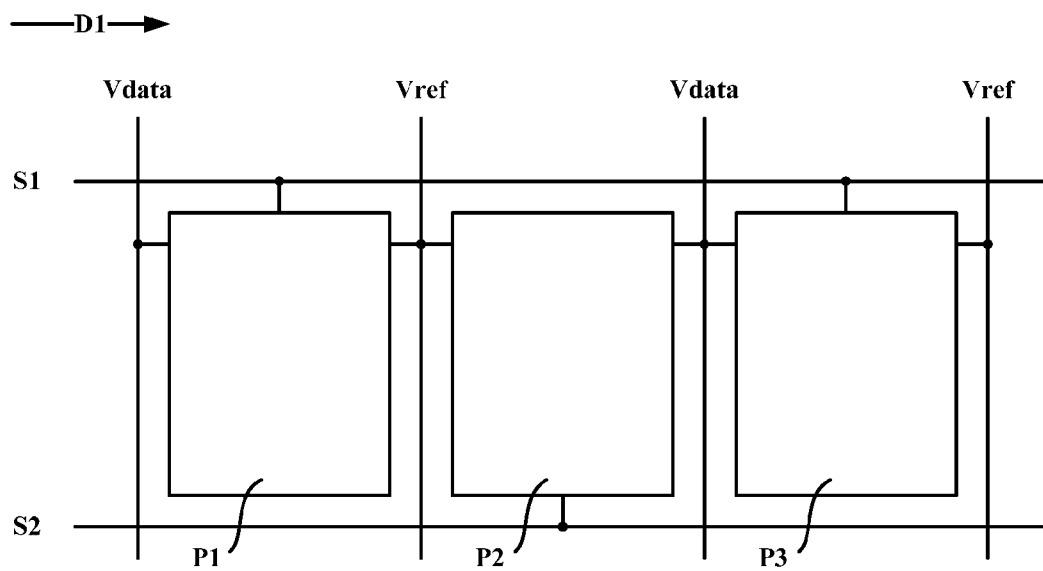 D1
Vdata Vref Vdata Vref
S1
S2
P1 P2 P3